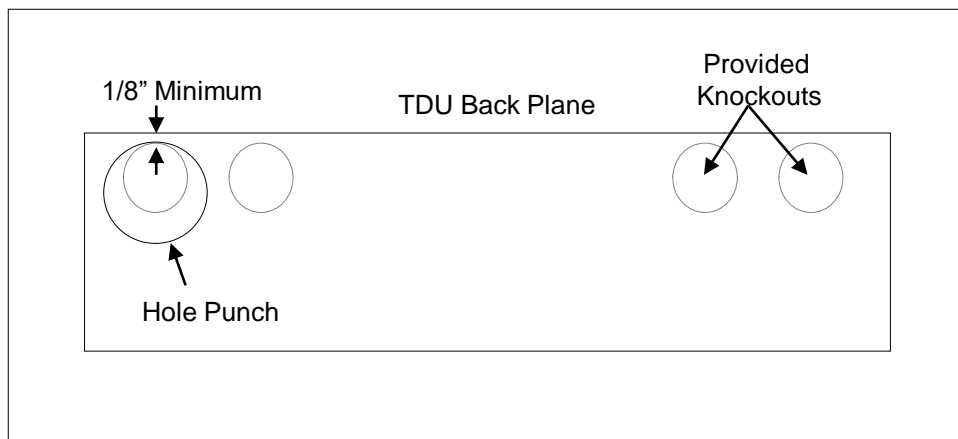 1/8” Minimum
TDU Back Plane
Provided
Knockouts
Hole Punch